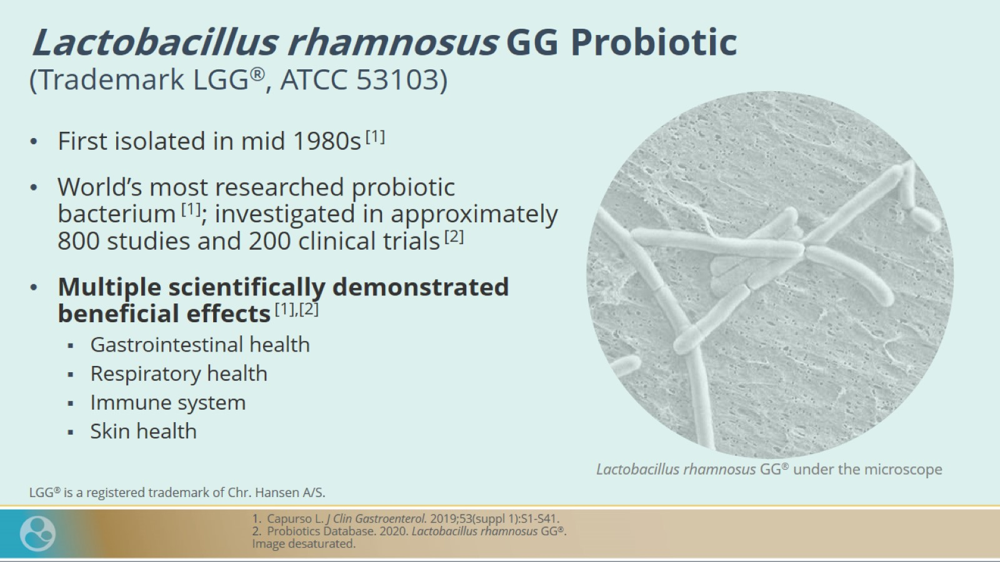 Lactobacillus rhamnosus GG Probiotic
(Trademark LGG®, ATCC 53103)
• First isolated in mid 1980s [1]
• World’s most researched probiotic
bacterium [1]; investigated in approximately
800 studies and 200 clinical trials [2]
• Multiple scientifically demonstrated
beneficial effects [1],[2]
▪ Gastrointestinal health
▪ Respiratory health
▪ Immune system
▪ Skin health
Lactobacillus rhamnosus GG® under the microscope
LGG® is a registered trademark of Chr. Hansen A/S.
1. Capurso L. J Clin Gastroenterol. 2019;53(suppl 1):S1-S41.
2. Probiotics Database. 2020. Lactobacillus rhamnosus GG®.
Image desaturated.